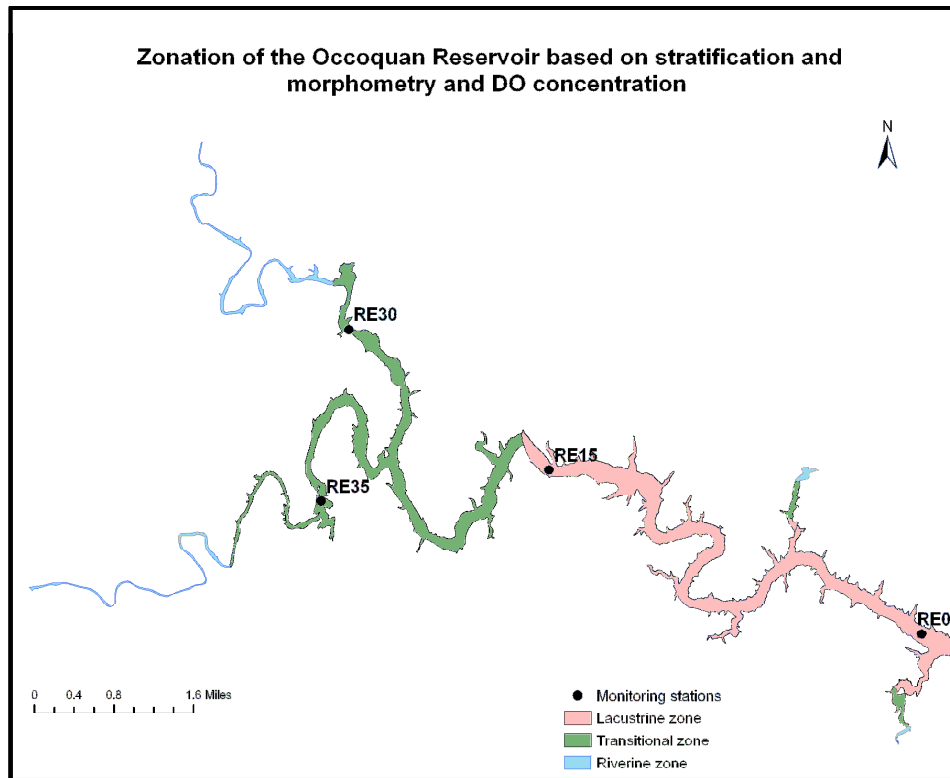 Zonation of the Occoquan Reservoir based on stratification and
morphometry and DO concentration
N
RE30
RE15
RE35
RE0
0 0.4 0.8 1.6 Miles
Monitoring stations
Lacustrine zone
Transitional zone
Riverine zone